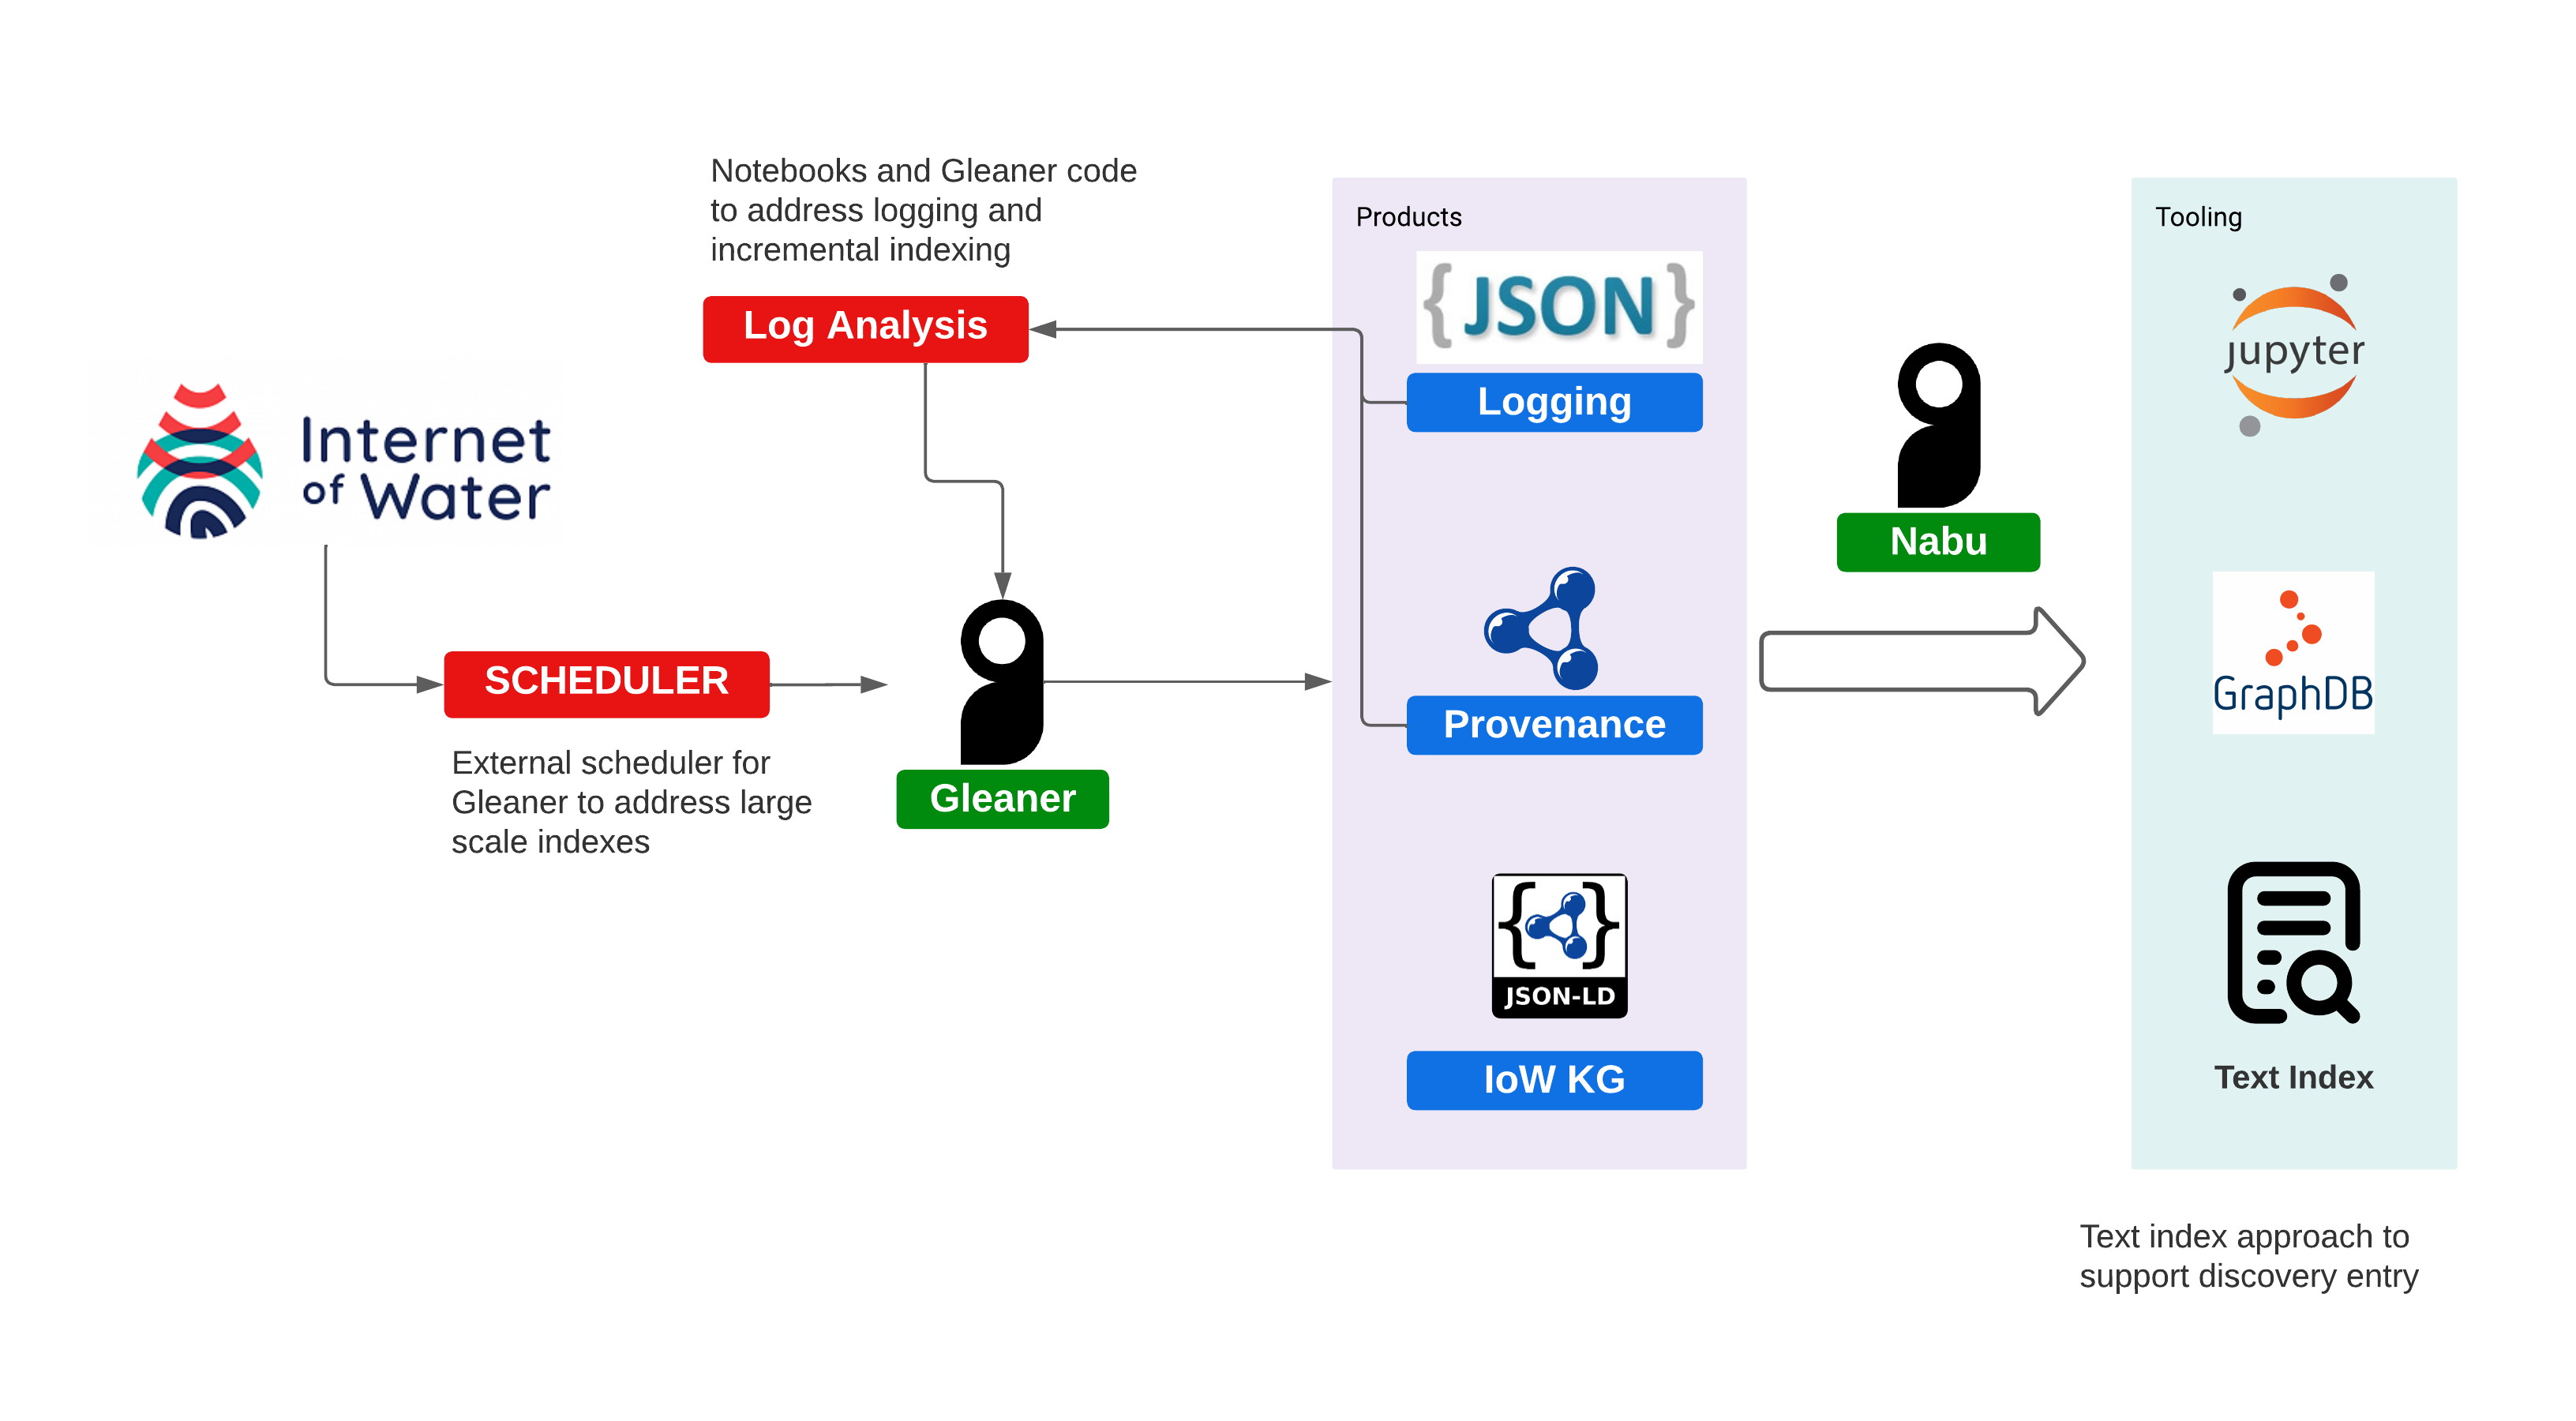 Notebooks and Gleaner code
to address logging and
incremental indexing
Log Analysis
Internet
of Water
SCHEDULER
External scheduler for
Gleaner to address large
scale indexes
Gleaner
Products
{JSON}
Logging
Provenance
{ }
JSON-LD
IoW KG
Nabu
Tooling
jupyter
GraphDB
Text Index
Text index approach to
support discovery entry